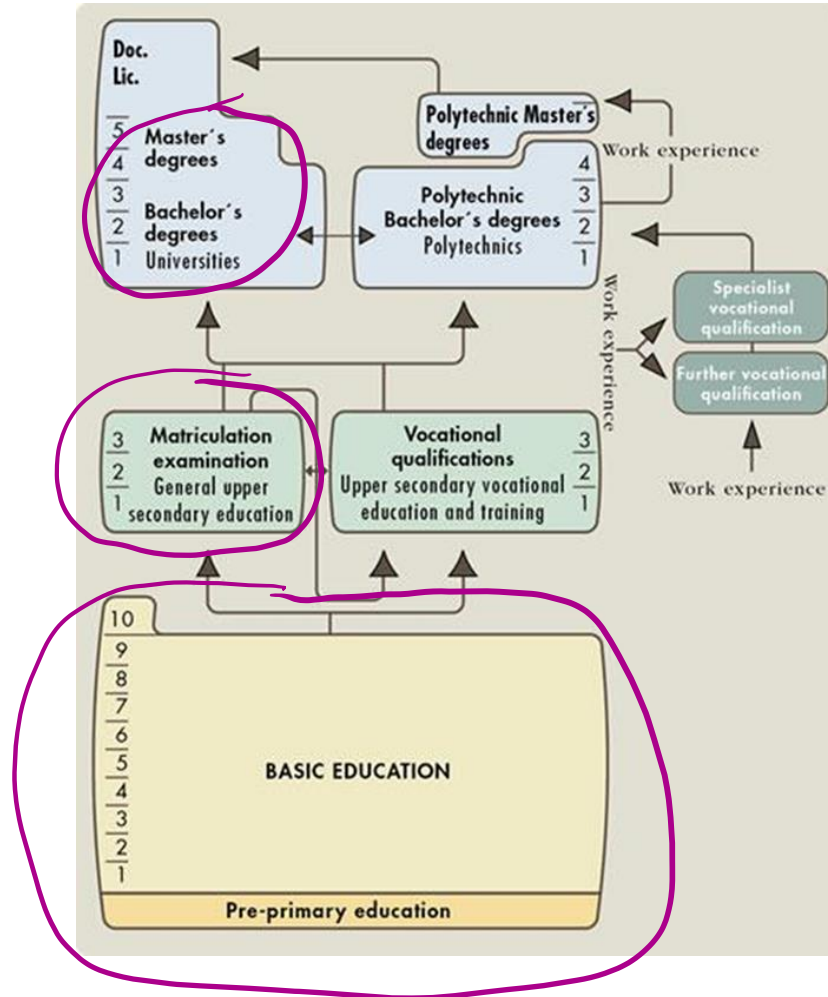 Doc.
Lic.
5
4
3
2
1
Master´s
degrees
Bachelor´s
degrees
Universities
Polytechnic Master's
degrees
Work experience
Polytechnic
Bachelor´s degrees
Polytechnics
4
3
2
1
Work experience
Specialist
vocational
qualification
Further vocational
qualification
Work experience
3
2
1
Matriculation
examination
General upper
secondary education
Vocational
qualifications
Upper secondary vocational
education and training
3
2
1
10
9
8
7
6
5
4
3
2
1
BASIC EDUCATION
Pre-primary education